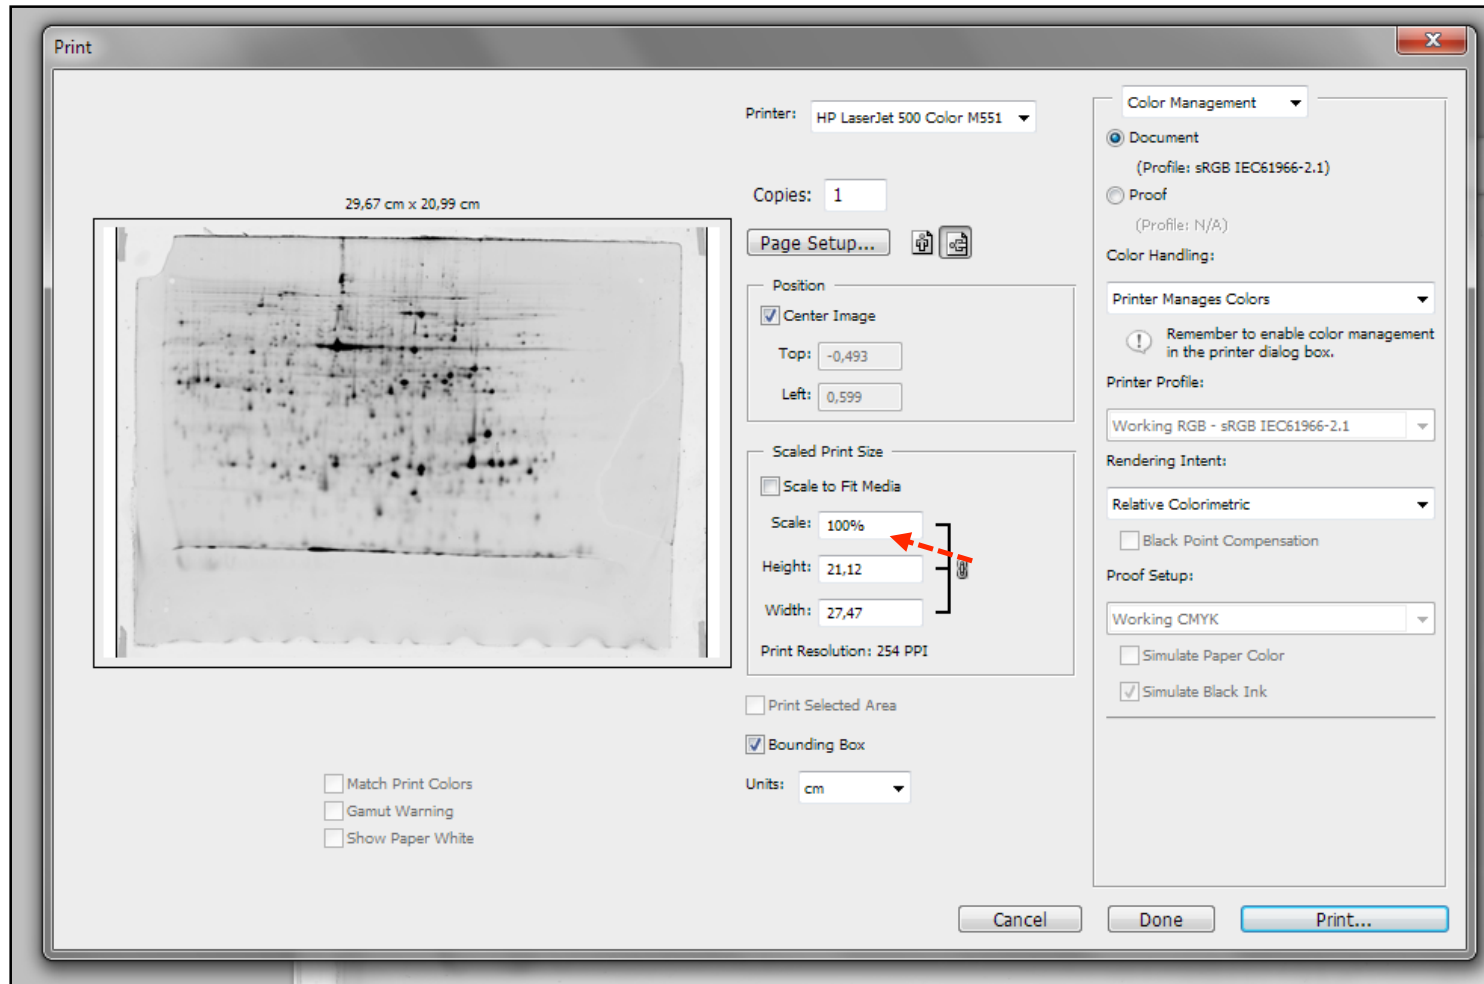 Print
29,67 cm x 20,99 cm
Match Print Colors
Gamut Warning
Show Paper White
Printer: HP LaserJet 500 Color M551
Copies: 1
Page Setup...
Position
Center Image
Top: -0,493
Left: 0,599
Scaled Print Size
Scale to Fit Media
Scale: 100%
Height: 21,12
Width: 27,47
Print Resolution: 254 PPI
Print Selected Area
Bounding Box
Units: cm
Color Management
Document
(Profile: sRGB IEC61966-2.1)
Proof
(Profile: N/A)
Color Handling:
Printer Manages Colors
Remember to enable color management
in the printer dialog box.
Printer Profile:
Working RGB - sRGB IEC61966-2.1
Rendering Intent:
Relative Colorimetric
Black Point Compensation
Proof Setup:
Working CMYK
Simulate Paper Color
Simulate Black Ink
Cancel
Done
Print...